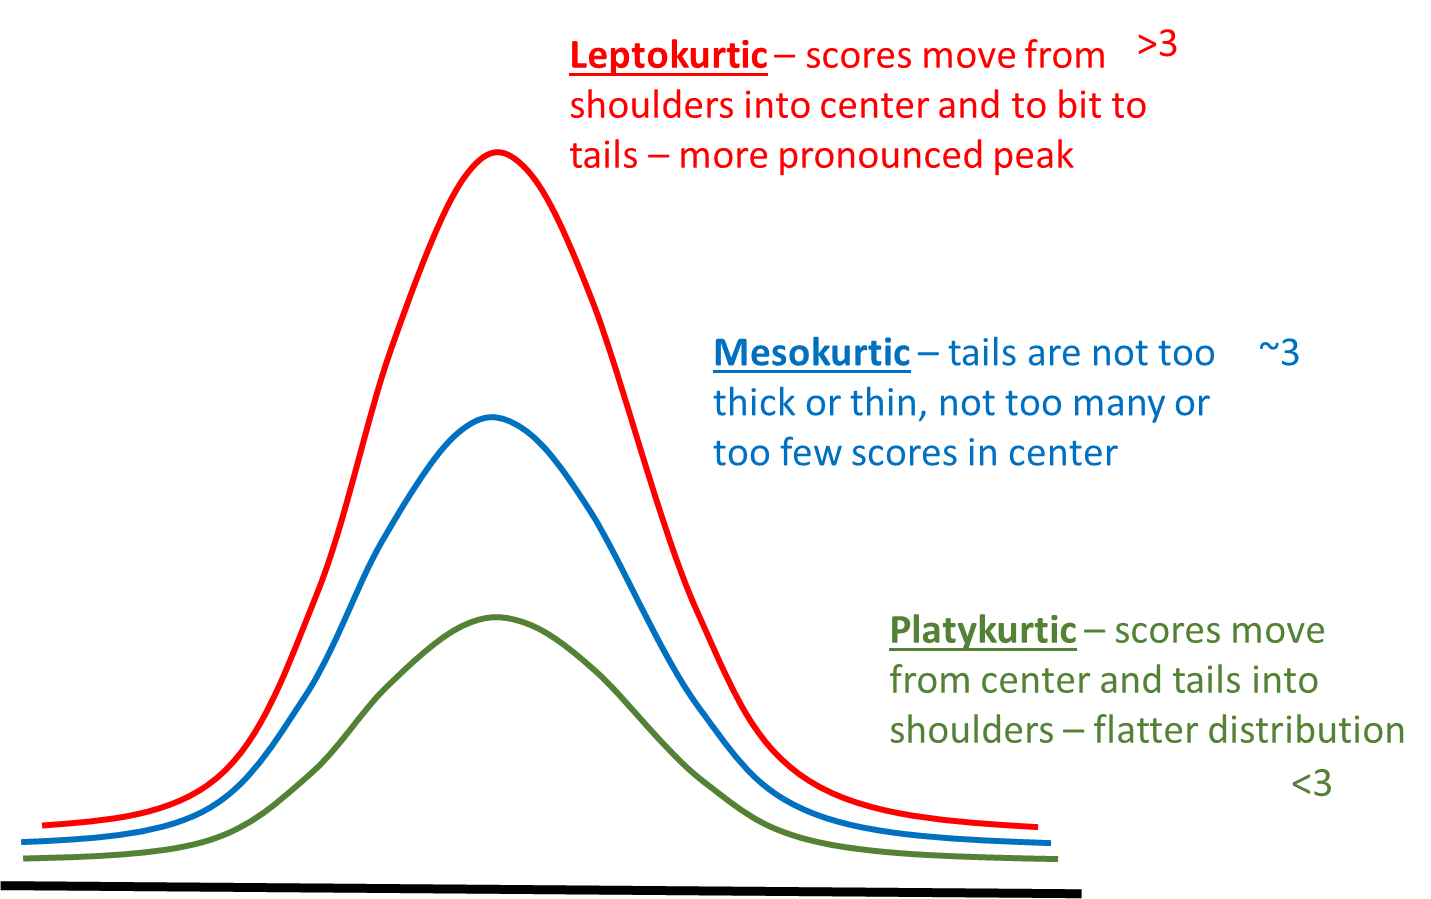 Leptokurtic – scores move from >3
shoulders into center and to bit to
tails – more pronounced peak
Mesokurtic – tails are not too ~3
thick or thin, not too many or
too few scores in center
Platykurtic – scores move
from center and tails into
shoulders – flatter distribution
<3